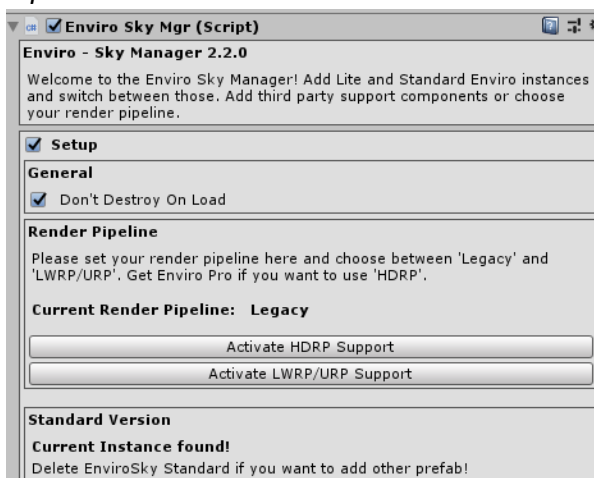 Enviro Sky Mgr (Script)
Enviro - Sky Manager 2.2.0
Welcome to the Enviro Sky Manager! Add Lite and Standard Enviro instances
and switch between those. Add third party support components or choose
your render pipeline.
Setup
General
Don't Destroy On Load
Render Pipeline
Please set your render pipeline here and choose between 'Legacy' and
'LWRP/URP'. Get Enviro Pro if you want to use 'HDRP'.
Current Render Pipeline: Legacy
Activate HDRP Support
Activate LWRP/URP Support
Standard Version
Current Instance found!
Delete EnviroSky Standard if you want to add other prefab!